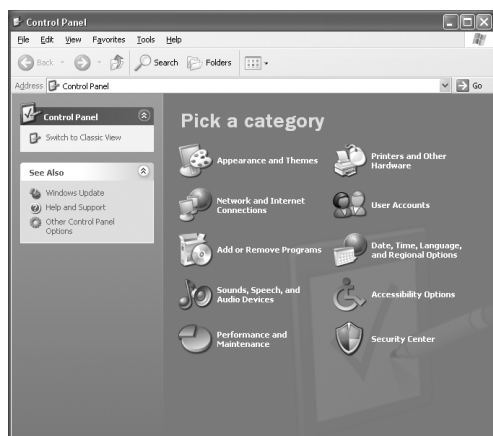 Control Panel
File Edit View Favorites Tools Help
Back Search Folders
Address Control Panel Go
Control Panel
Switch to Classic View
See Also
Windows Update
Help and Support
Other Control Panel
Options
Pick a category
Appearance and Themes
Printers and Other
Hardware
Network and Internet
Connections
User Accounts
Add or Remove Programs
Date, Time, Language,
and Regional Options
Sounds, Speech, and
Audio Devices
Accessibility Options
Performance and
Maintenance
Security Center